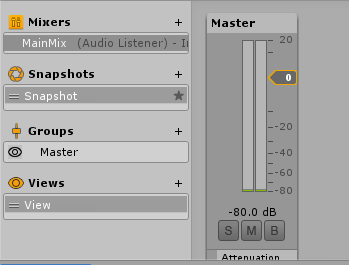 Mixers +
MainMix (Audio Listener) - I
Snapshots +
Snapshot
Groups +
Master
Views +
View
Master
20
0
-20
-40
-60
-80
-80.0 dB
S M B
Attenuation